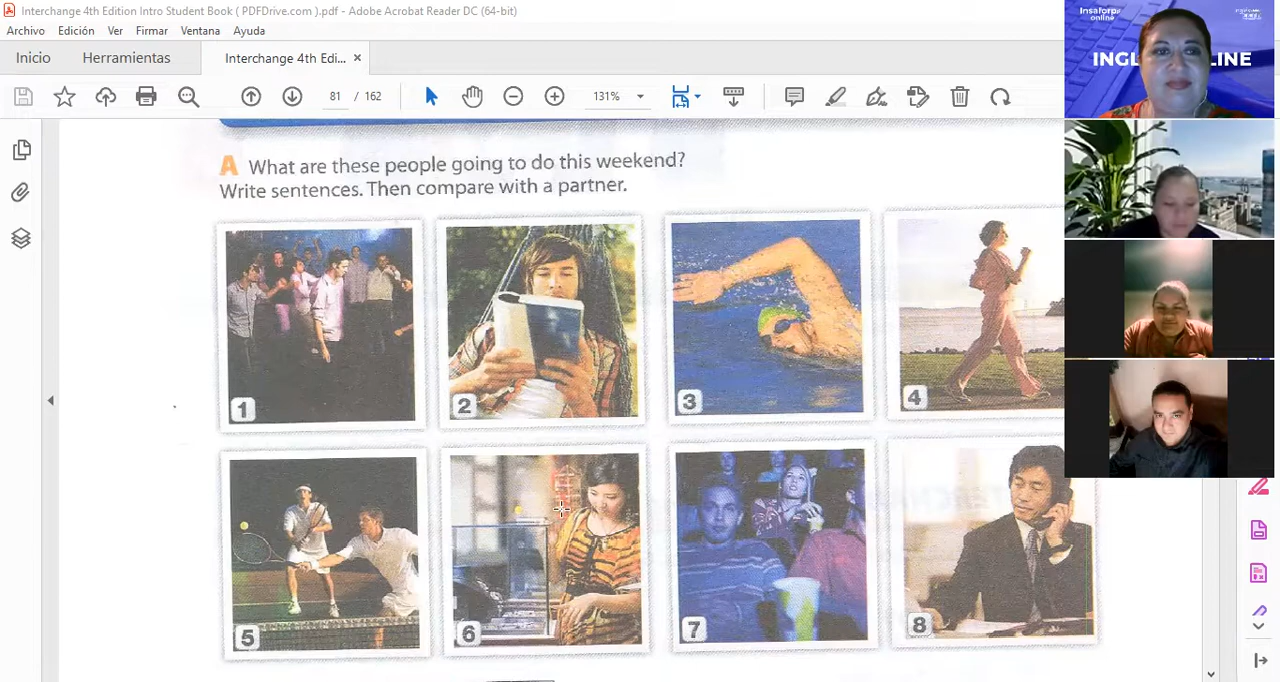 Interchange 4th Edition Intro Student Book ( PDFDrive.com ).pdf - Adobe Acrobat Reader DC (64-bit)
Archivo Edición Ver Firmar Ventana Ayuda
Inicio Herramientas Interchange 4th Edi... ×
81 / 162 131%
Insaforp
online
INGL LINE
A What are these people going to do this weekend?
Write sentences. Then compare with a partner.
1
2
3
4
5
6
7
8